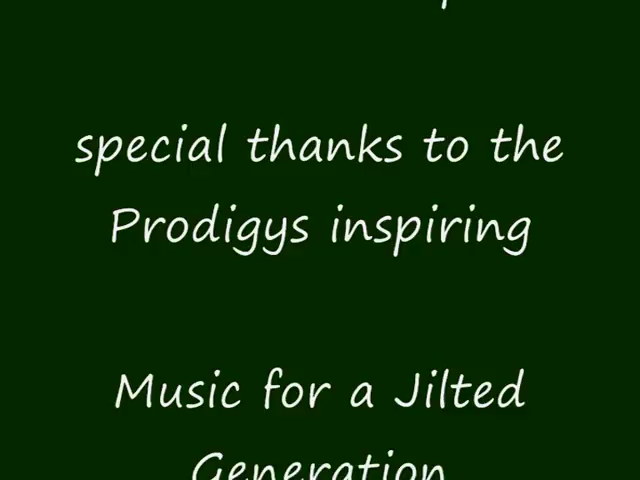 special thanks to the
Prodigys inspiring
Music for a Jilted
Generation